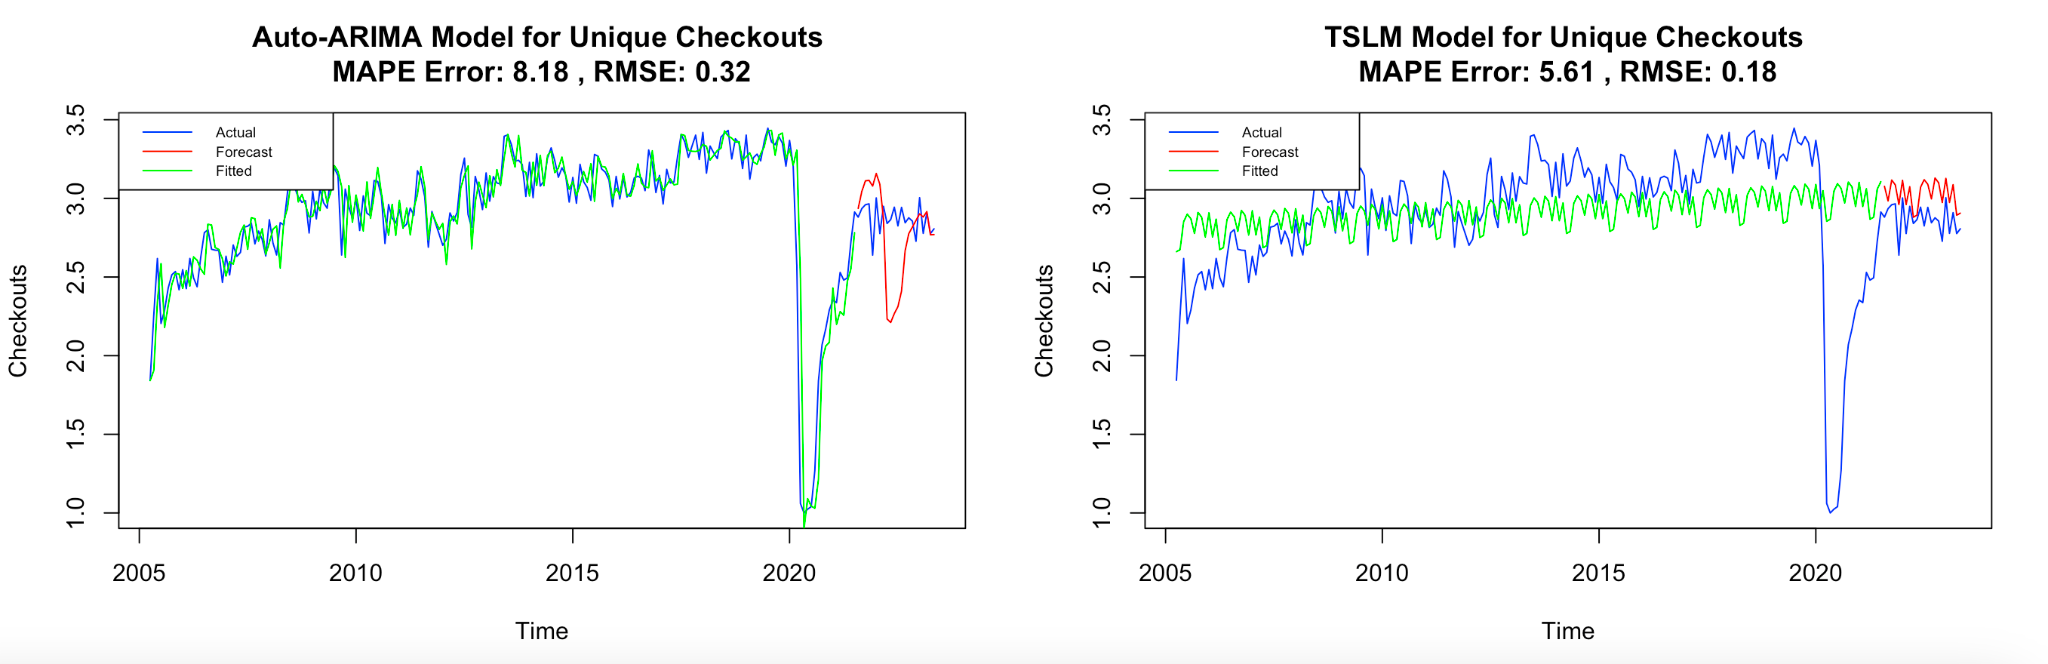 Auto-ARIMA Model for Unique Checkouts
MAPE Error: 8.18 , RMSE: 0.32
Actual
Forecast
Fitted
3.5
3.0
2.5
2.0
1.5
1.0
Checkouts
2005
2010
2015
2020
Time
TSLM Model for Unique Checkouts
MAPE Error: 5.61 , RMSE: 0.18
Actual
Forecast
Fitted
3.5
3.0
2.5
2.0
1.5
1.0
Checkouts
2005
2010
2015
2020
Time